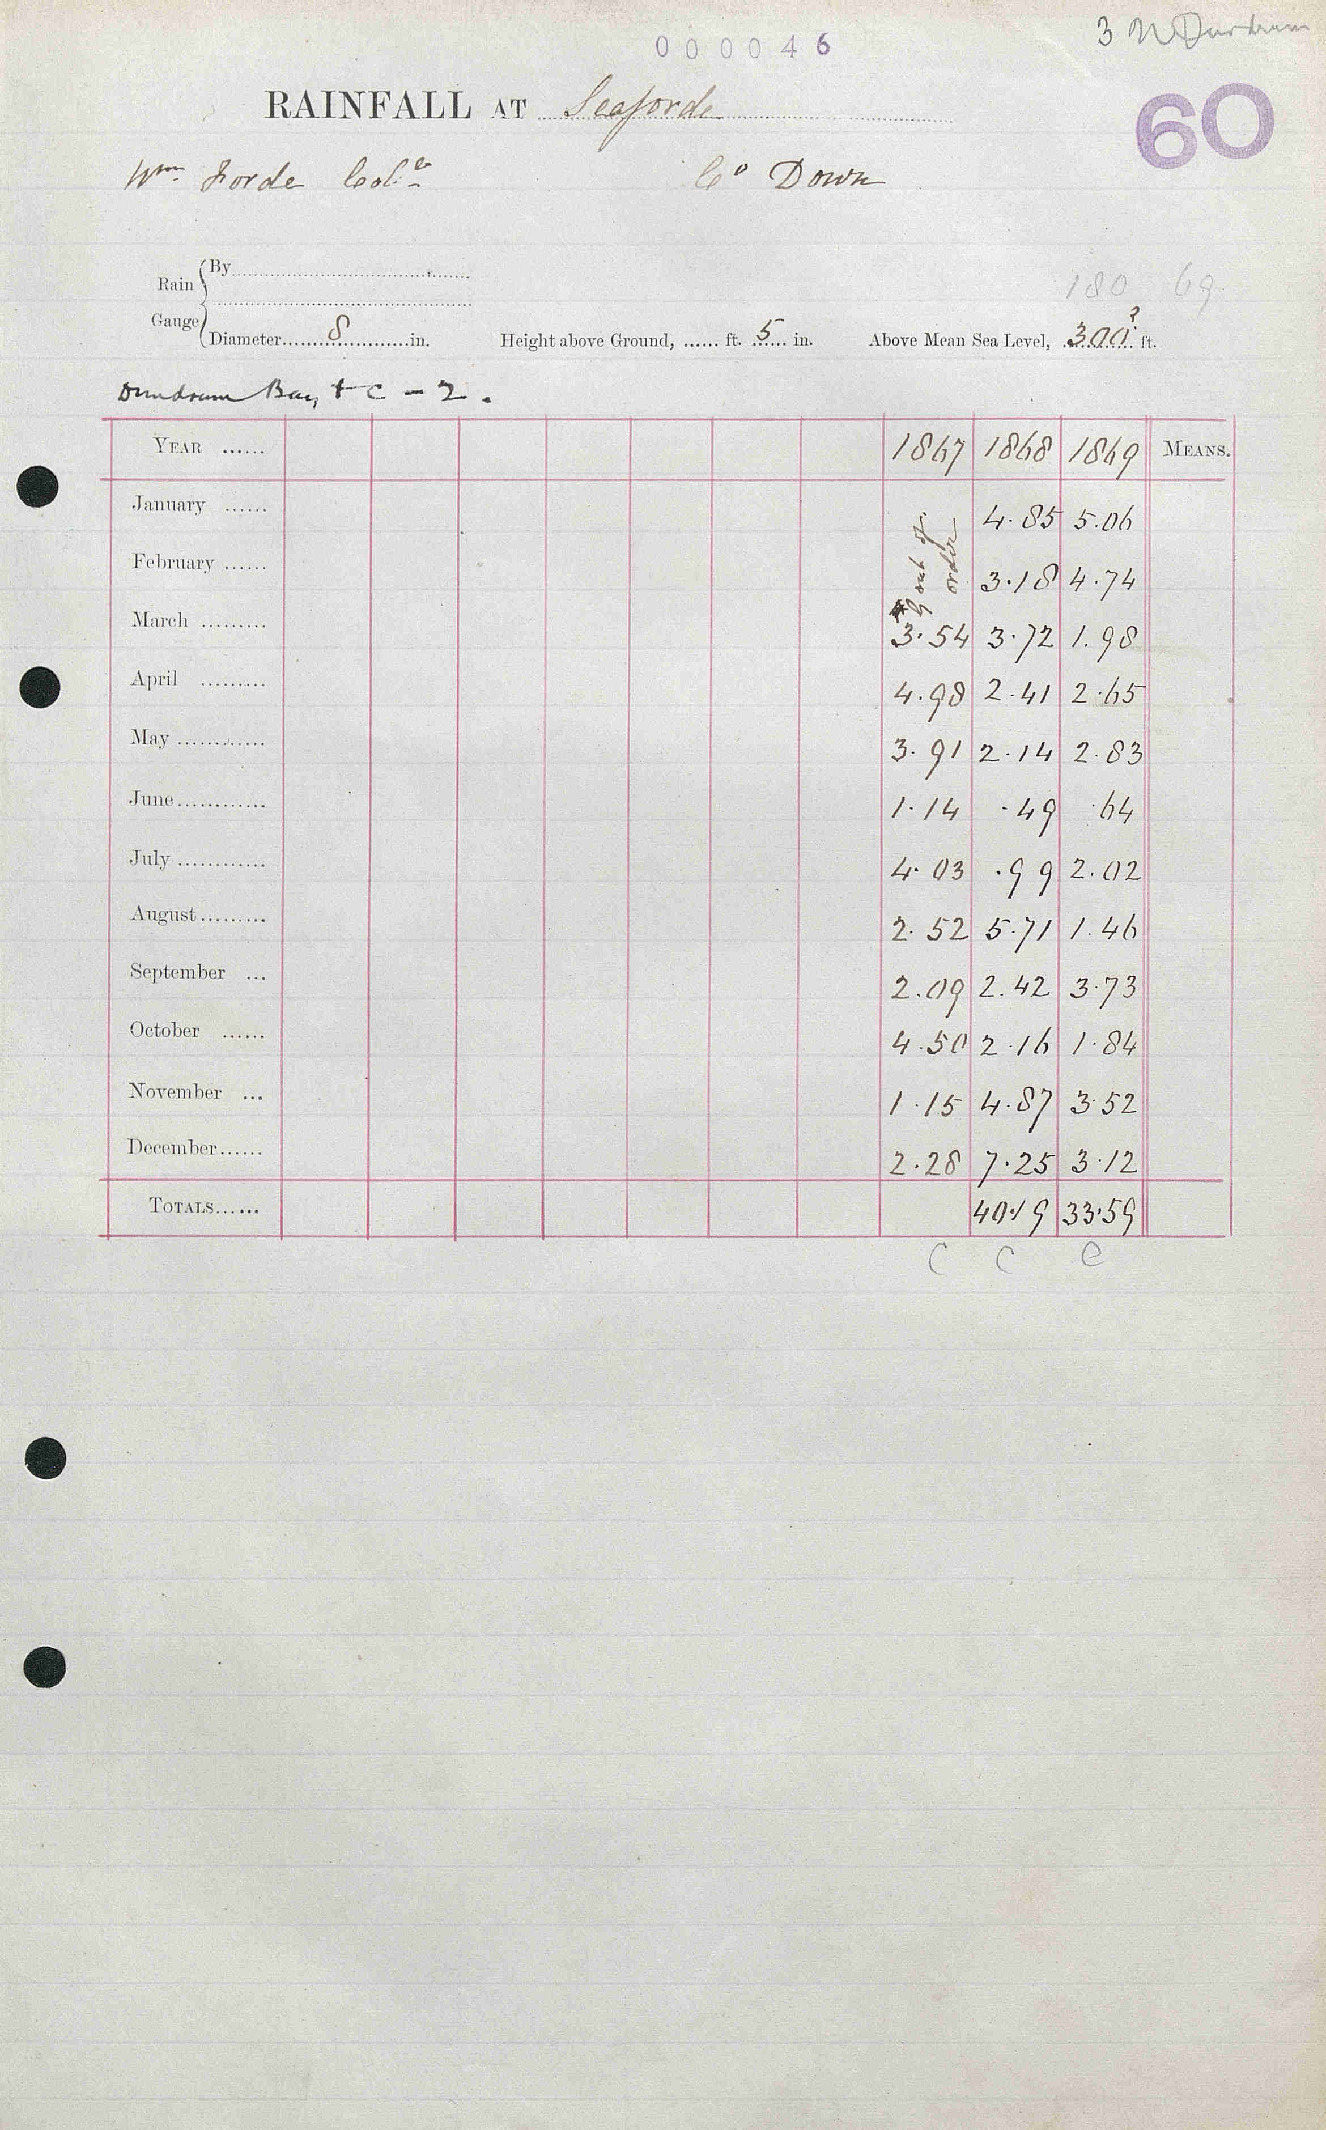 3 N Dundrum
000046
RAINFALL AT Seaforde
60
Wm. Forde Colr.
Co Down
Rain Gauge
By
180 69
Diameter 8 in. Height above Ground, ...... ft. 5 in. Above Mean Sea Level, 300? ft.
Dundrum Bay, + C - 2.
YEAR ...... 1867 1868 1869 MEANS.
January ...... 4.85 5.06
February ...... 3.18 4.74
out of order
March ......... 3.54 3.72 1.98
April ......... 4.98 2.41 2.65
May ............ 3.91 2.14 2.83
June ............ 1.14 .49 .64
July ............ 4.03 .99 2.02
August ......... 2.52 5.71 1.46
September ... 2.09 2.42 3.73
October ...... 4.50 2.16 1.84
November ... 1.15 4.87 3.52
December ...... 2.28 7.25 3.12
TOTALS ...... 40.19 33.59
C C C